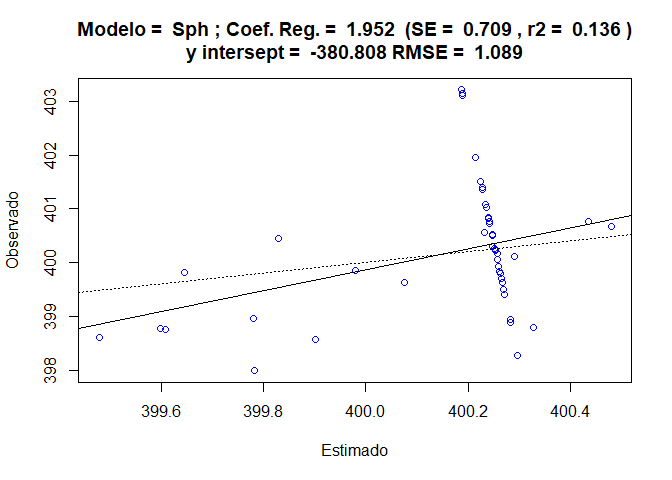 Modelo = Sph ; Coef. Reg. = 1.952 (SE = 0.709 , r2 = 0.136 )
y intersept = -380.808 RMSE = 1.089
403
402
401
400
399
398
Observado
399.6 399.8 400.0 400.2 400.4
Estimado